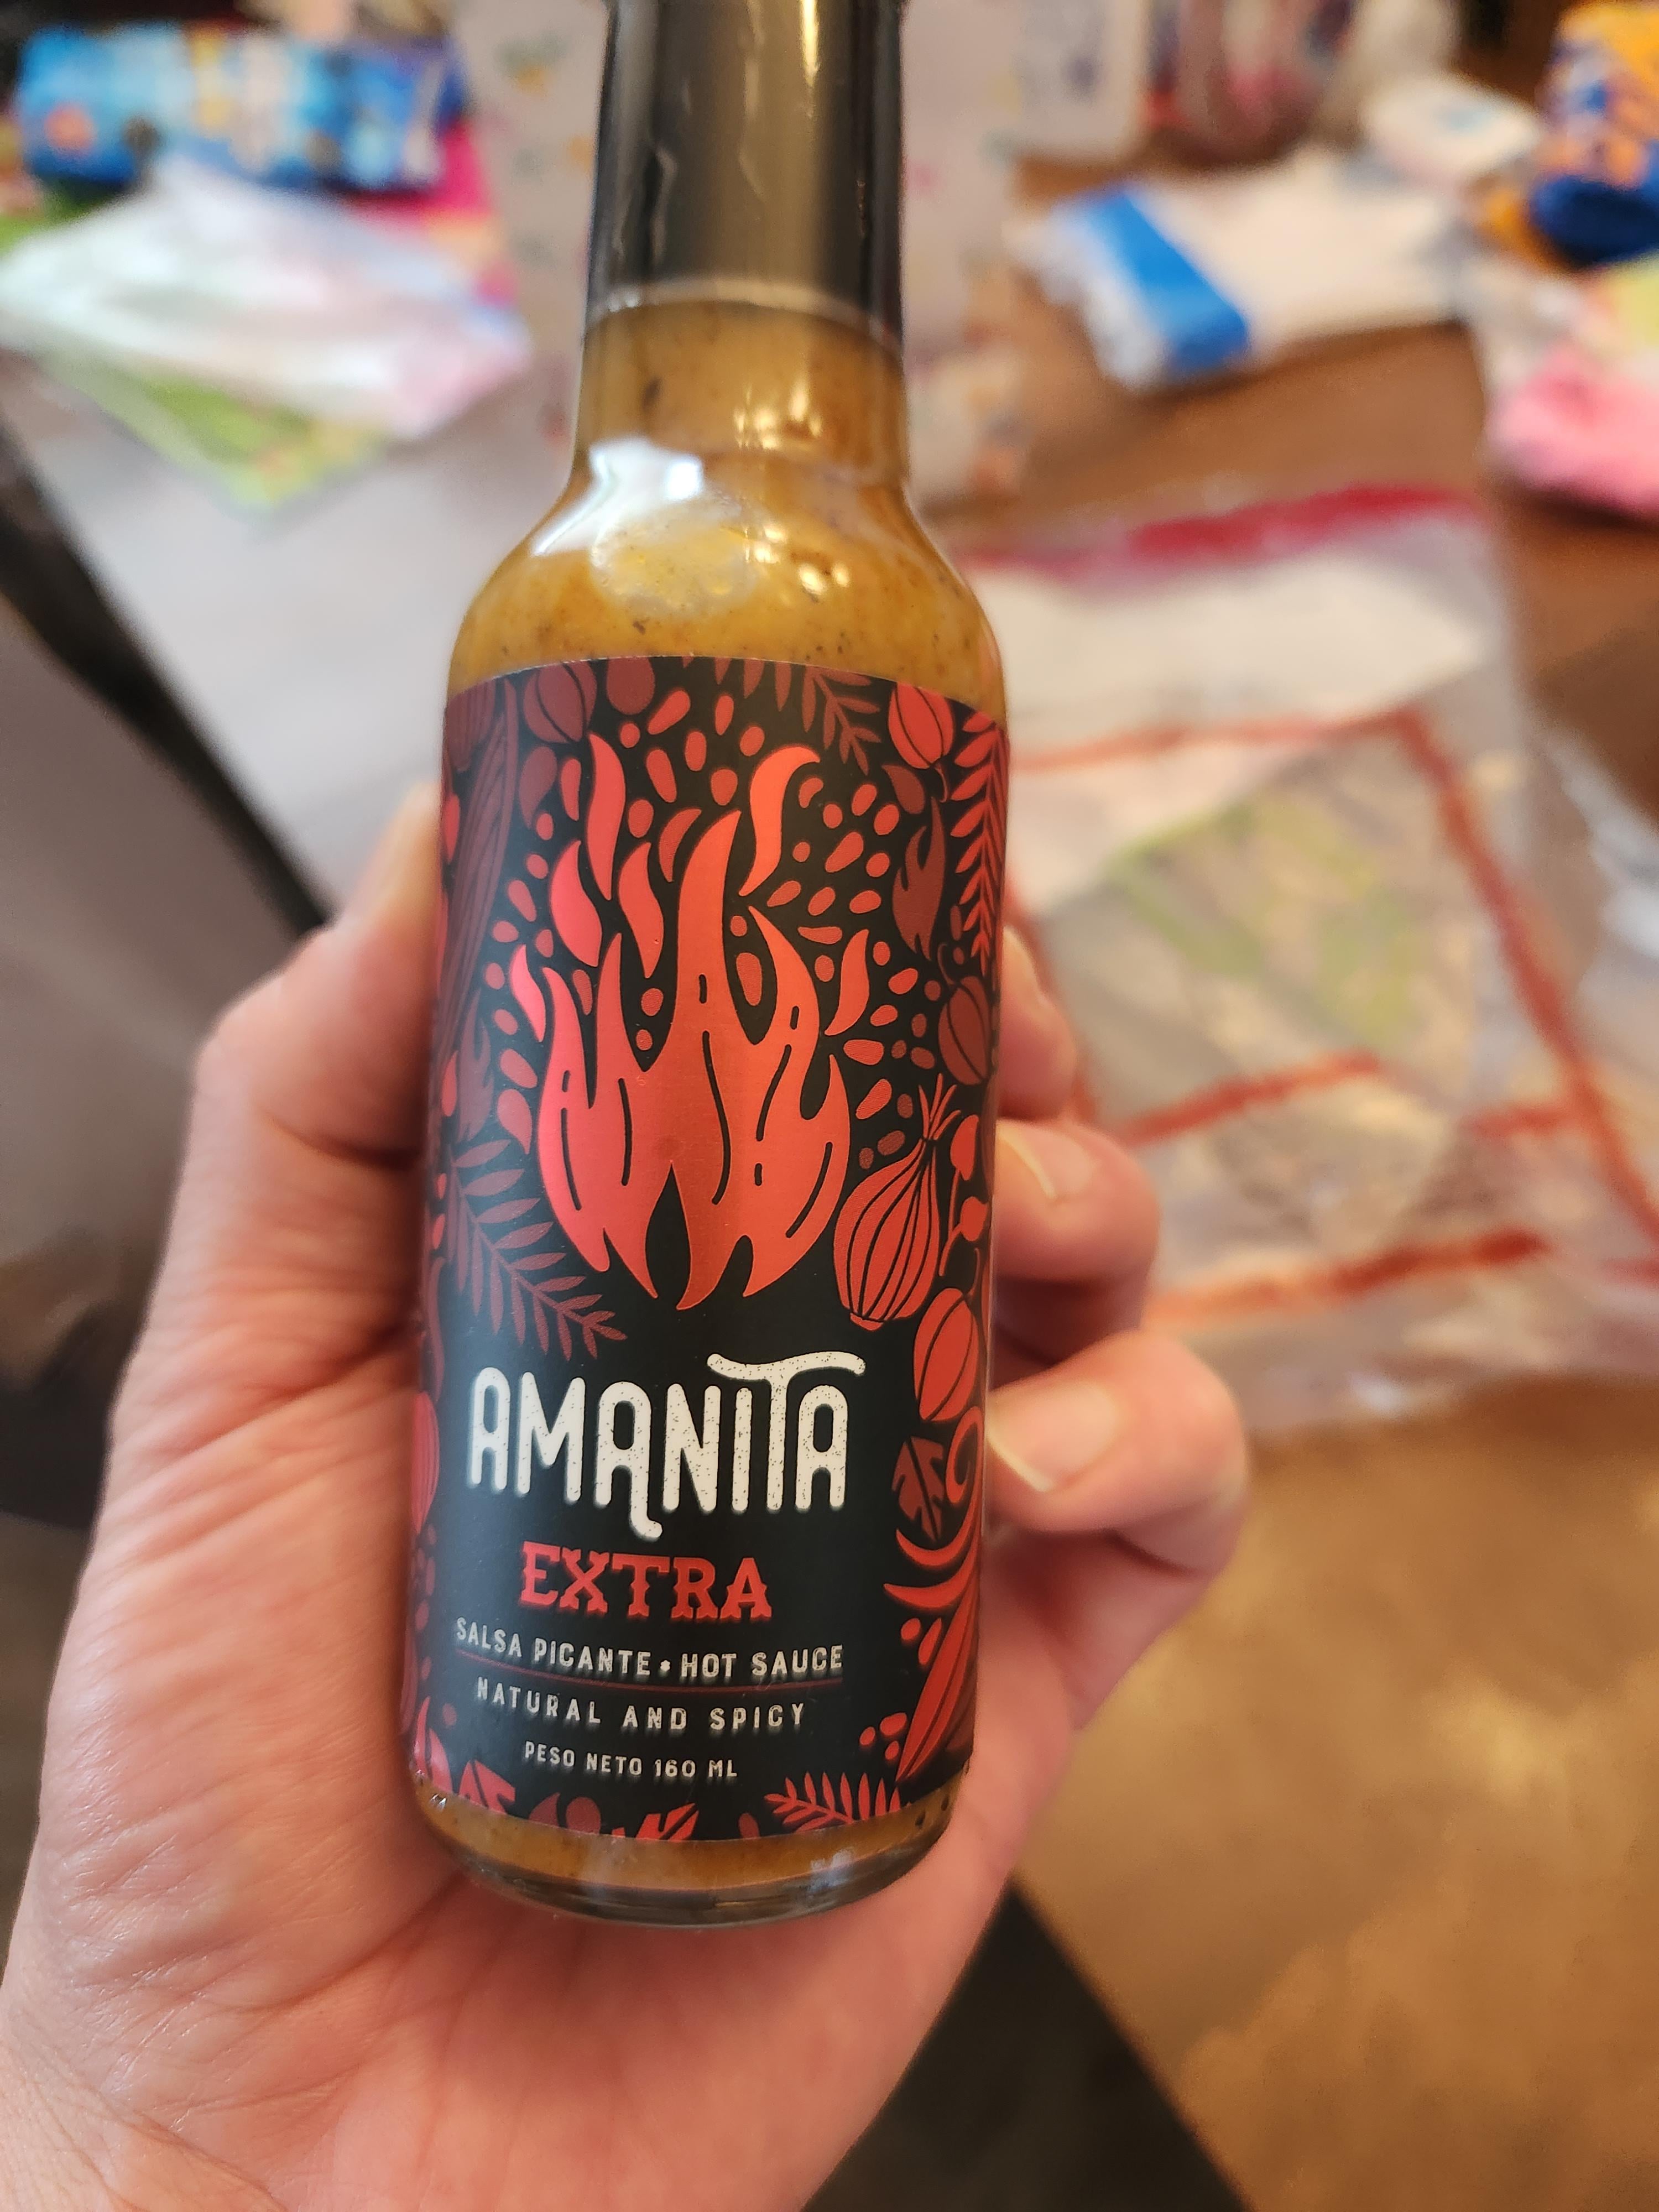 AMANITA
EXTRA
SALSA PICANTE • HOT SAUCE
NATURAL AND SPICY
PESO NETO 160 ML